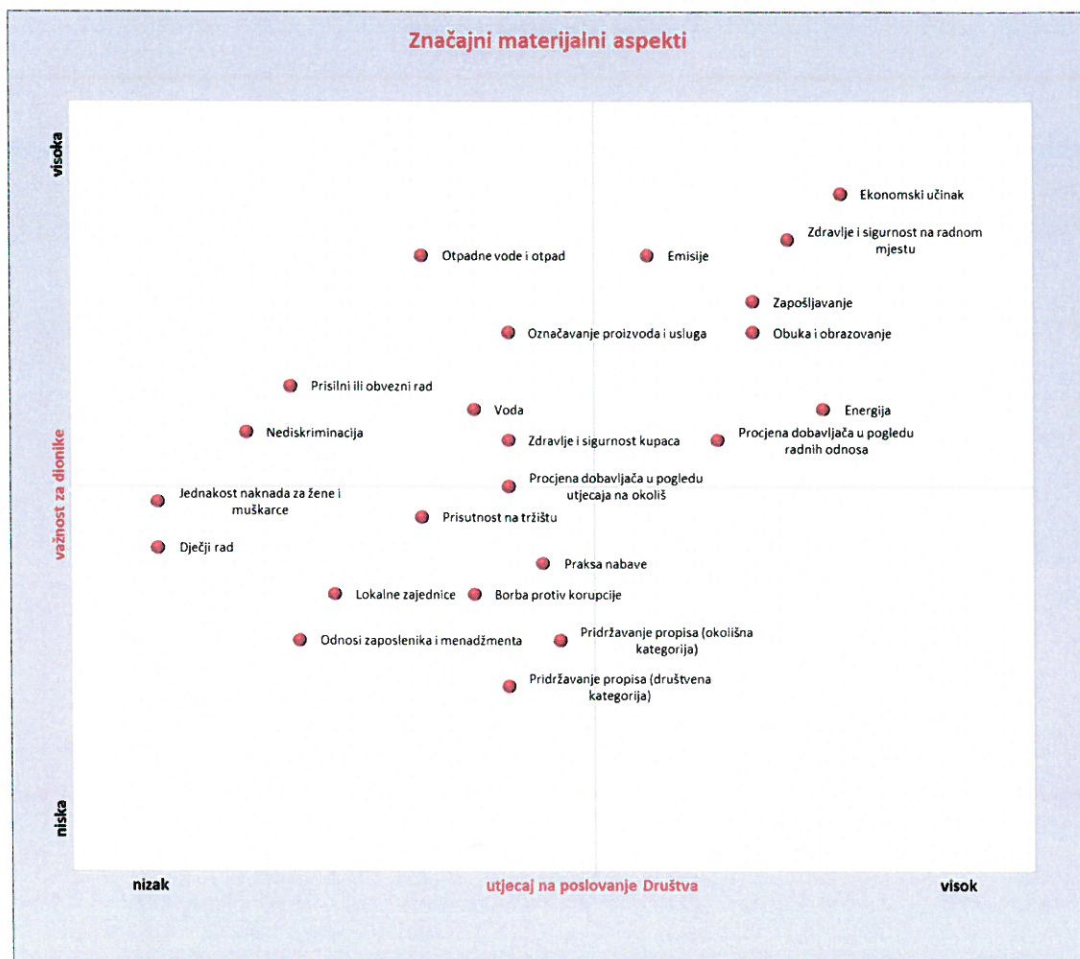 Značajni materijalni aspekti
visoka
Ekonomski učinak
Zdravlje i sigurnost na radnom
mjestu
Otpadne vode i otpad
Emisije
Zapošljavanje
Označavanje proizvoda i usluga
Obuka i obrazovanje
Prisilni ili obvezni rad
Voda
Energija
Nediskriminacija
Zdravlje i sigurnost kupaca
Procjena dobavljača u pogledu
radnih odnosa
važnost za dionike
Procjena dobavljača u pogledu
utjecaja na okoliš
Jednakost naknada za žene i
muškarce
Prisutnost na tržištu
Dječji rad
Praksa nabave
Lokalne zajednice
Borba protiv korupcije
Odnosi zaposlenika i menadžmenta
Pridržavanje propisa (okolišna
kategorija)
Pridržavanje propisa (društvena
kategorija)
niska
nizak
utjecaj na poslovanje Društva
visok